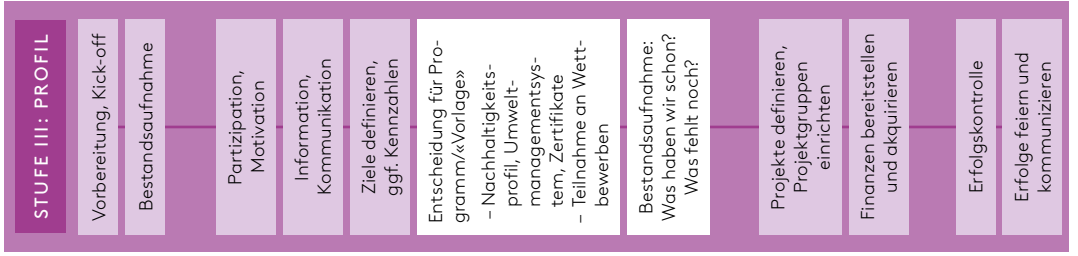 STUFE III: PROFIL
Vorbereitung, Kick-off
Bestandsaufnahme
Partizipation,
Motivation
Information,
Kommunikation
Ziele definieren,
ggf. Kennzahlen
Entscheidung für Pro-
gramm/«Vorlage»
– Nachhaltigkeits-
profil, Umwelt-
managementsys-
tem, Zertifikate
– Teilnahme an Wett-
bewerben
Bestandsaufnahme:
Was haben wir schon?
Was fehlt noch?
Projekte definieren,
Projektgruppen
einrichten
Finanzen bereitstellen
und akquirieren
Erfolgskontrolle
Erfolge feiern und
kommunizieren